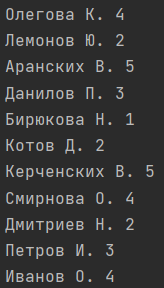 Олегова К. 4
Лемонов Ю. 2
Аранских В. 5
Данилов П. 3
Бирюкова Н. 1
Котов Д. 2
Керченских В. 5
Смирнова О. 4
Дмитриев Н. 2
Петров И. 3
Иванов О. 4